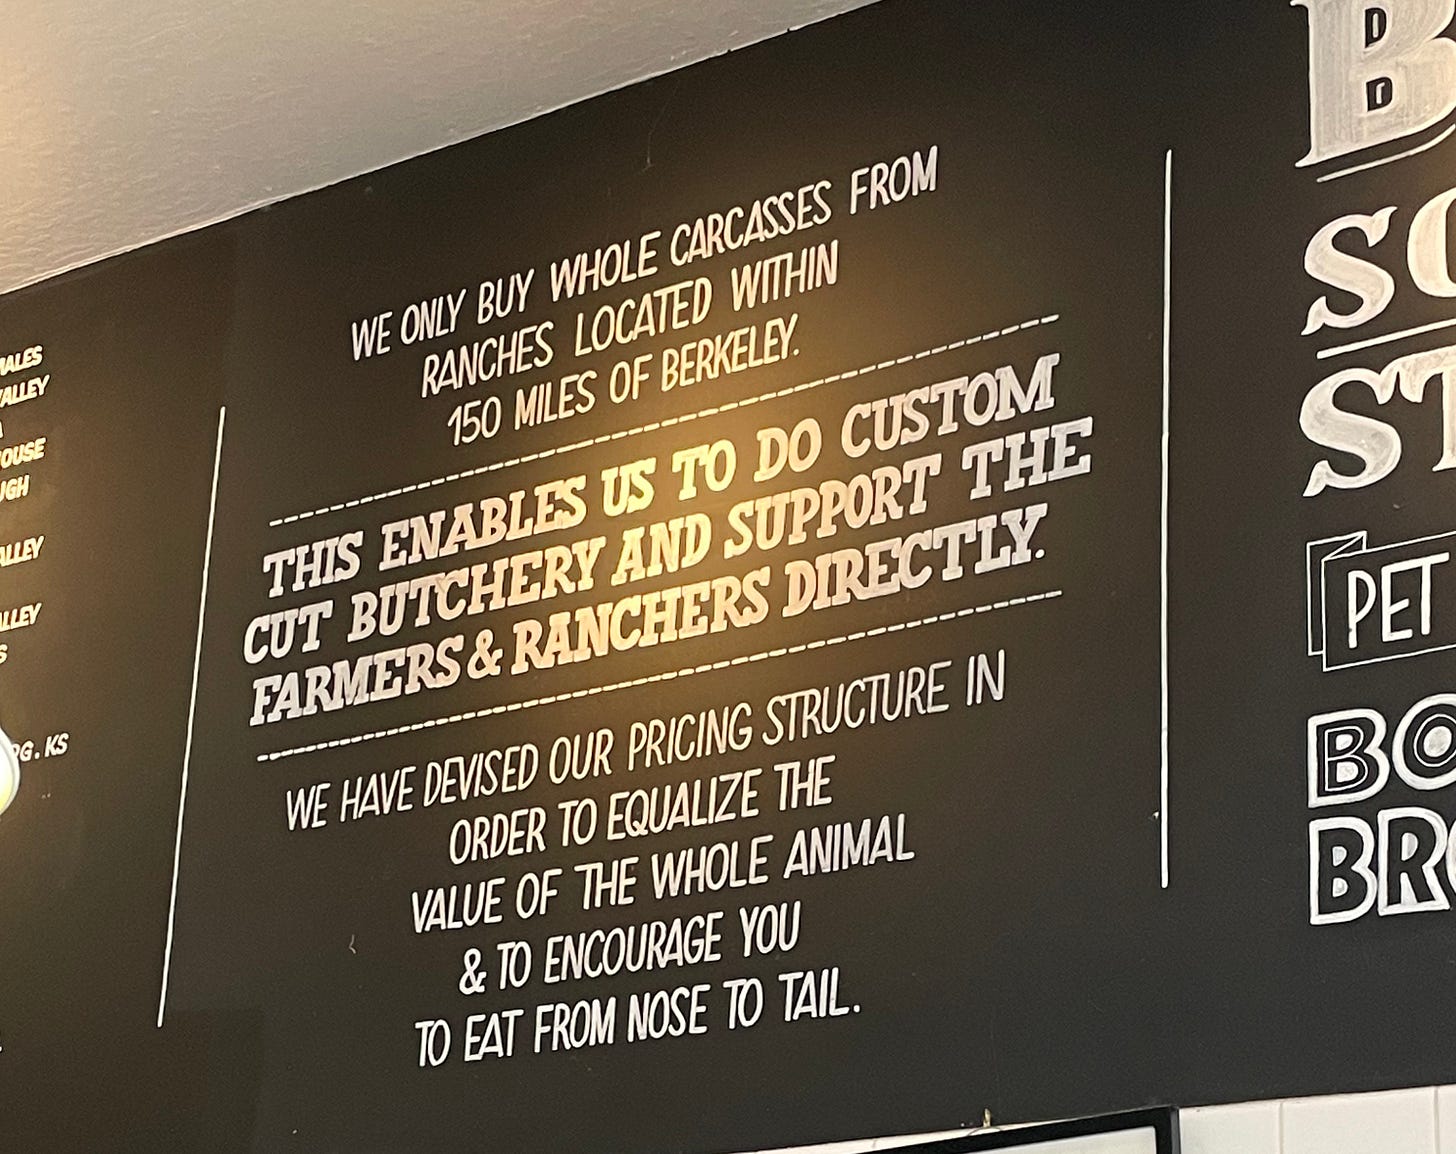 VALLEY
. KS
WE ONLY BUY WHOLE CARCASSES FROM
RANCHES LOCATED WITHIN
150 MILES OF BERKELEY.
THIS ENABLES US TO DO CUSTOM
CUT BUTCHERY AND SUPPORT THE
FARMERS & RANCHERS DIRECTLY.
WE HAVE DEVISED OUR PRICING STRUCTURE IN
ORDER TO EQUALIZE THE
VALUE OF THE WHOLE ANIMAL
& TO ENCOURAGE YOU
TO EAT FROM NOSE TO TAIL.
PET